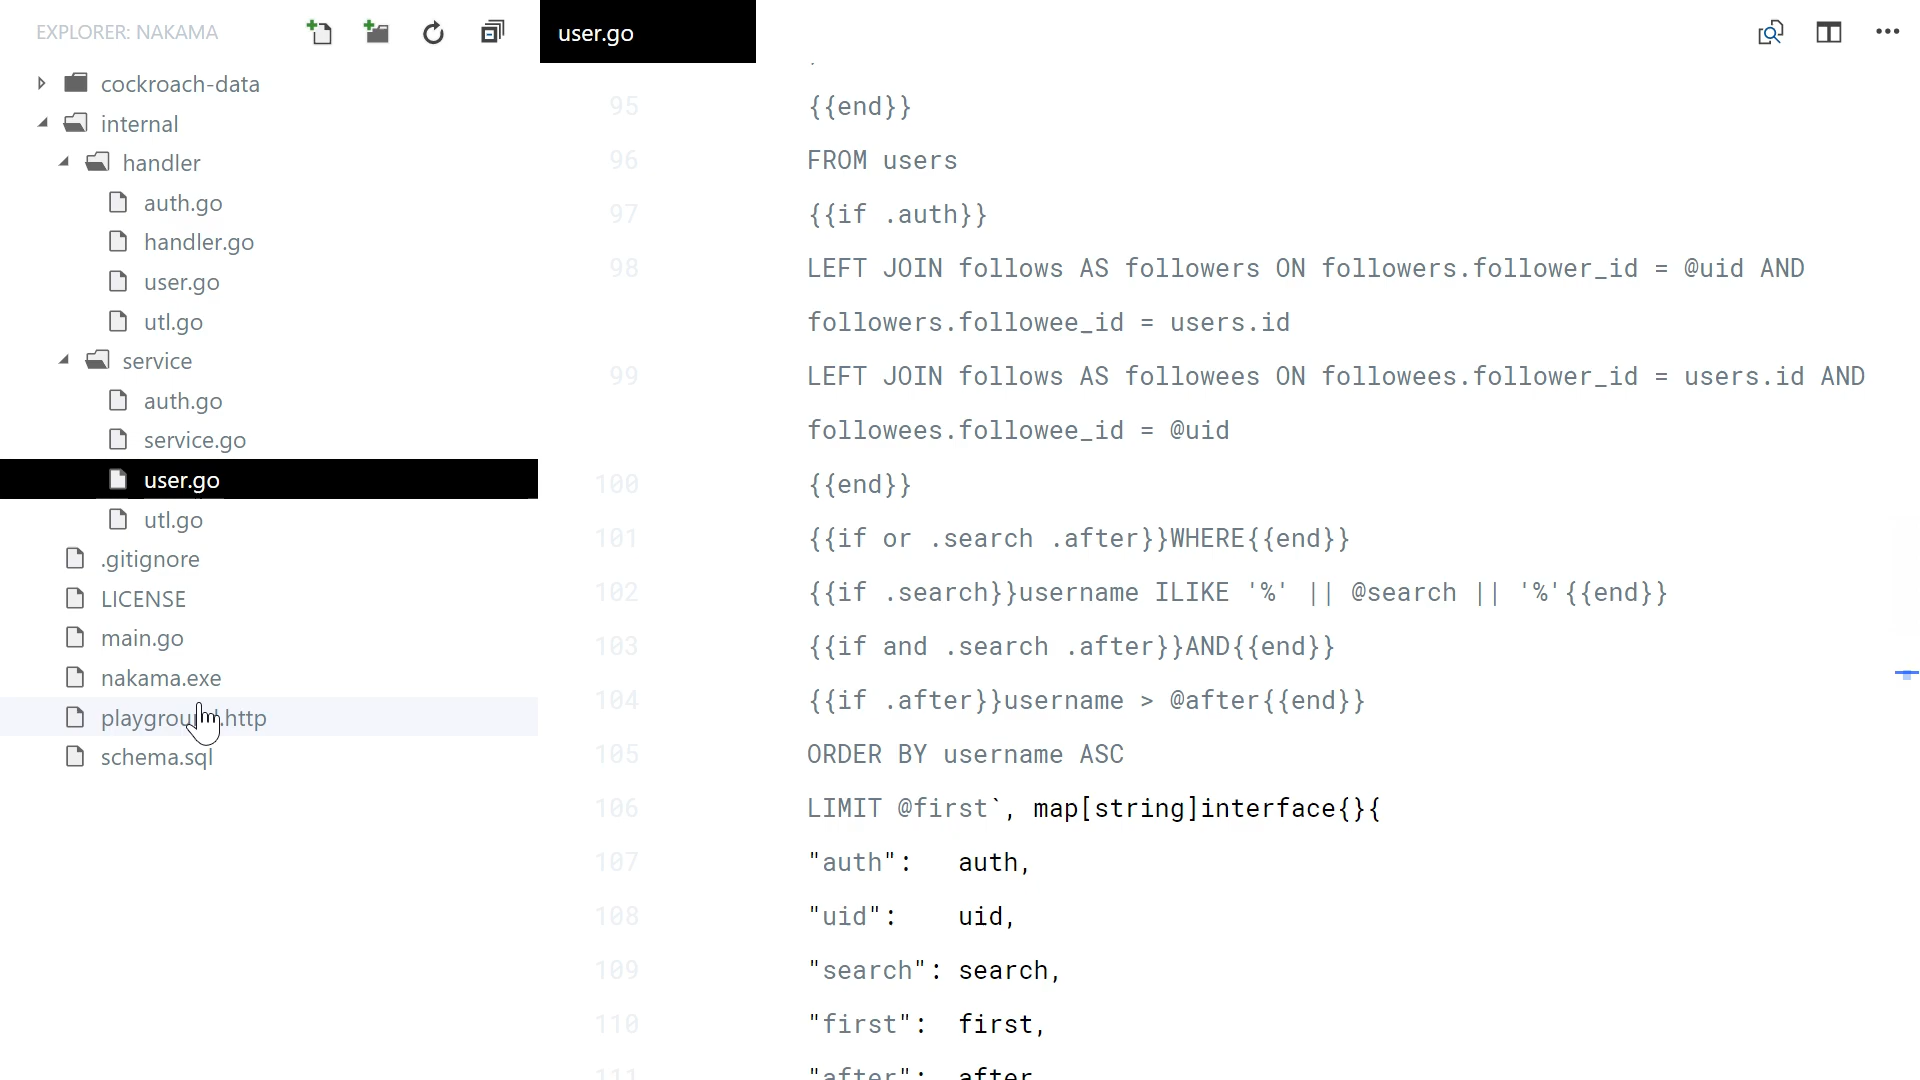 EXPLORER: NAKAMA
cockroach-data
internal
handler
auth.go
handler.go
user.go
utl.go
service
auth.go
service.go
user.go
utl.go
.gitignore
LICENSE
main.go
nakama.exe
playground.http
schema.sql
user.go
95 {{end}}
96 FROM users
97 {{if .auth}}
98 LEFT JOIN follows AS followers ON followers.follower_id = @uid AND
followers.followee_id = users.id
99 LEFT JOIN follows AS followees ON followees.follower_id = users.id AND
followees.followee_id = @uid
100 {{end}}
101 {{if or .search .after}}WHERE{{end}}
102 {{if .search}}username ILIKE '%' || @search || '%'{{end}}
103 {{if and .search .after}}AND{{end}}
104 {{if .after}}username > @after{{end}}
105 ORDER BY username ASC
106 LIMIT @first`, map[string]interface{}{
107 "auth": auth,
108 "uid": uid,
109 "search": search,
110 "first": first,
111 "after": after